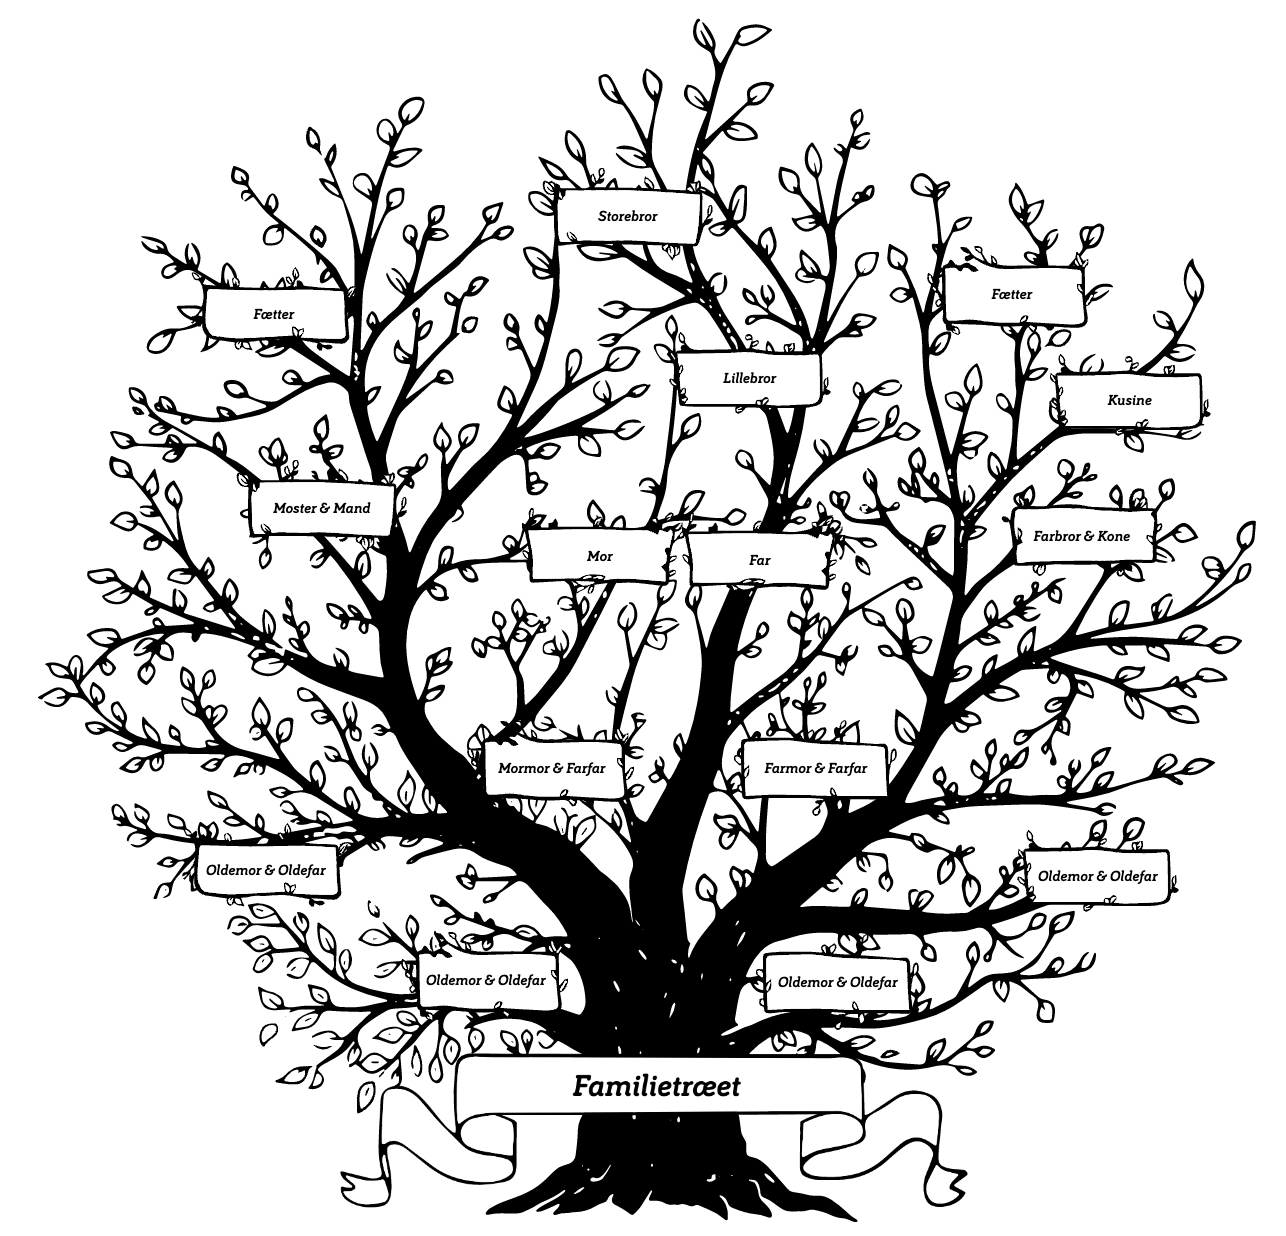 Storebror
Fætter
Fætter
Lillebror
Kusine
Moster & Mand
Farbror & Kone
Mor
Far
Mormor & Farfar
Farmor & Farfar
Oldemor & Oldefar
Oldemor & Oldefar
Oldemor & Oldefar
Oldemor & Oldefar
Familietræet